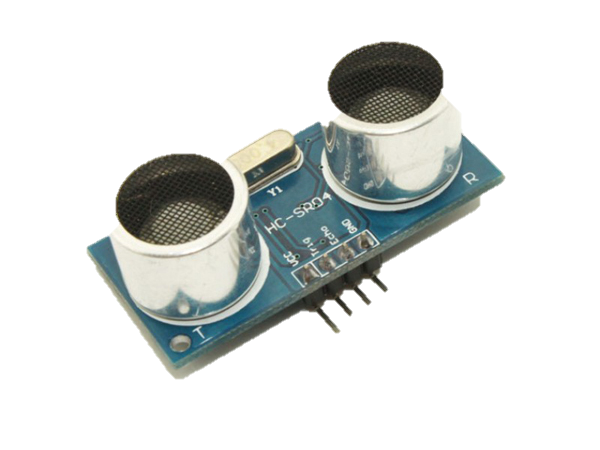 Y1
HC-SR04
Vcc
Trig
Echo
GND
T
R